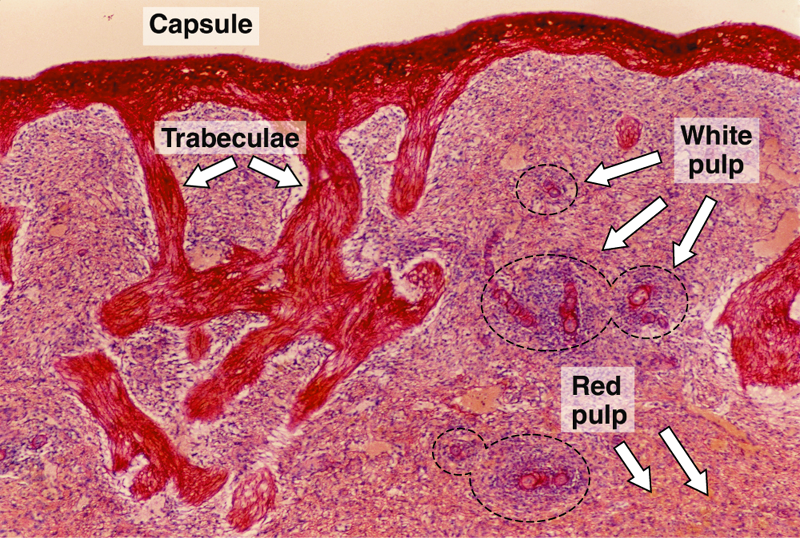 Capsule
Trabeculae
White
pulp
Red
pulp